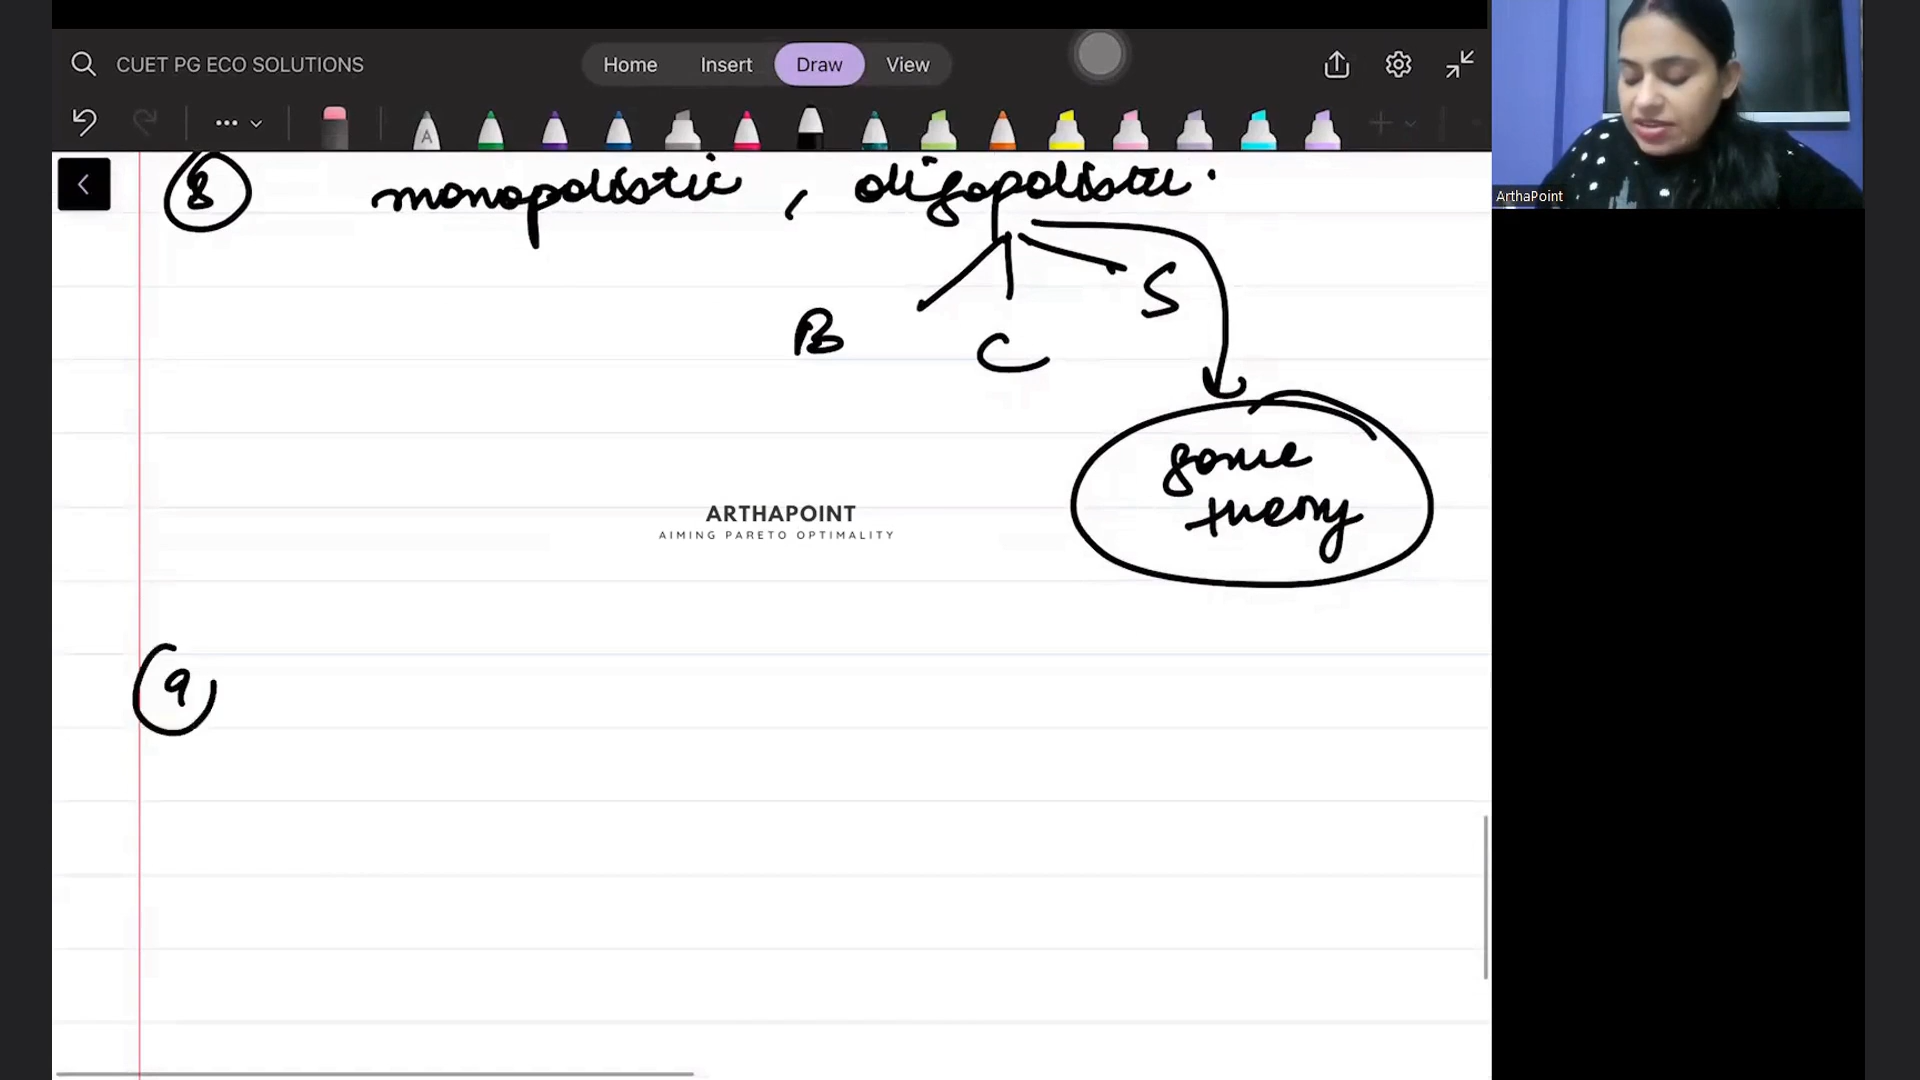 CUET PG ECO SOLUTIONS
Home Insert Draw View
A
ArthaPoint
8 monopolistic , oligopolistic.
B C S
game
theory
ARTHAPOINT
AIMING PARETO OPTIMALITY
9